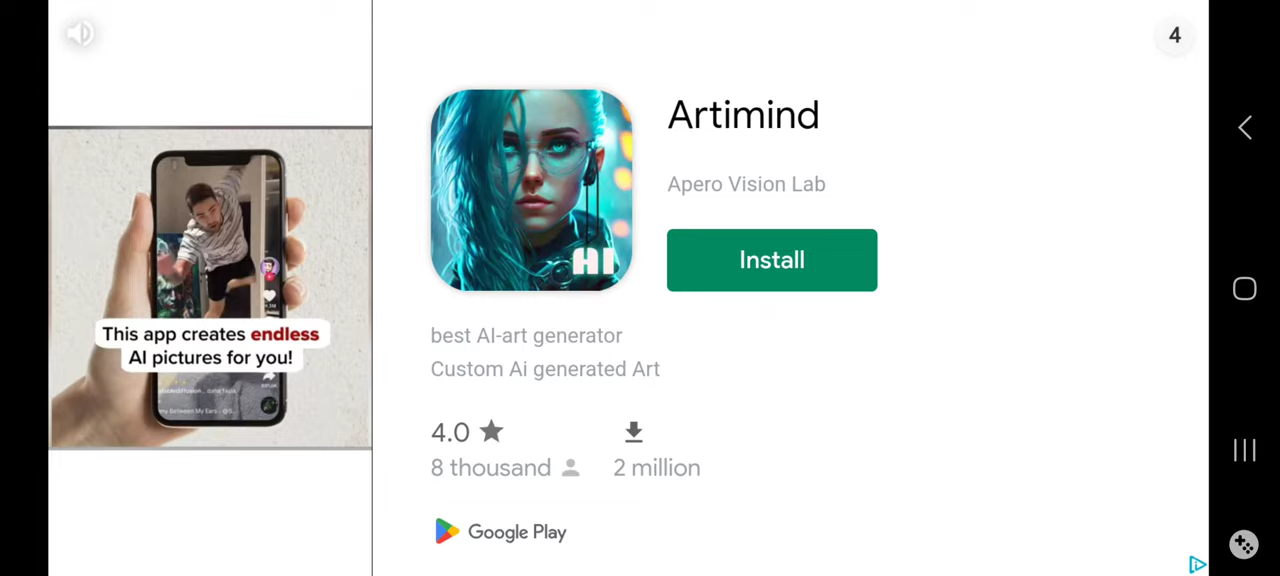 4
Artimind
Apero Vision Lab
Install
AI
best AI-art generator
Custom Ai generated Art
4.0
8 thousand
2 million
Google Play
This app creates endless
AI pictures for you!